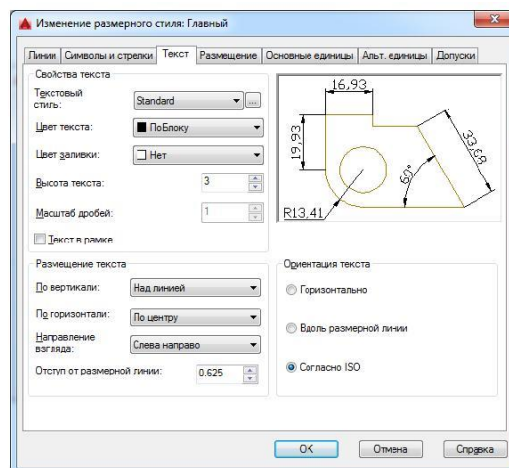 Изменение размерного стиля: Главный
Линии Символы и стрелки Текст Размещение Основные единицы Альт. единицы Допуски
Свойства текста
Текстовый стиль: Standard ...
Цвет текста: ПоБлоку
Цвет заливки: Нет
Высота текста: 3
Масштаб дробей: 1
Текст в рамке
16,93
19,93
33,68
60°
R13,41
Размещение текста
По вертикали: Над линией
По горизонтали: По центру
Направление взгляда: Слева направо
Отступ от размерной линии: 0.625
Ориентация текста
Горизонтально
Вдоль размерной линии
Согласно ISO
ОК Отмена Справка